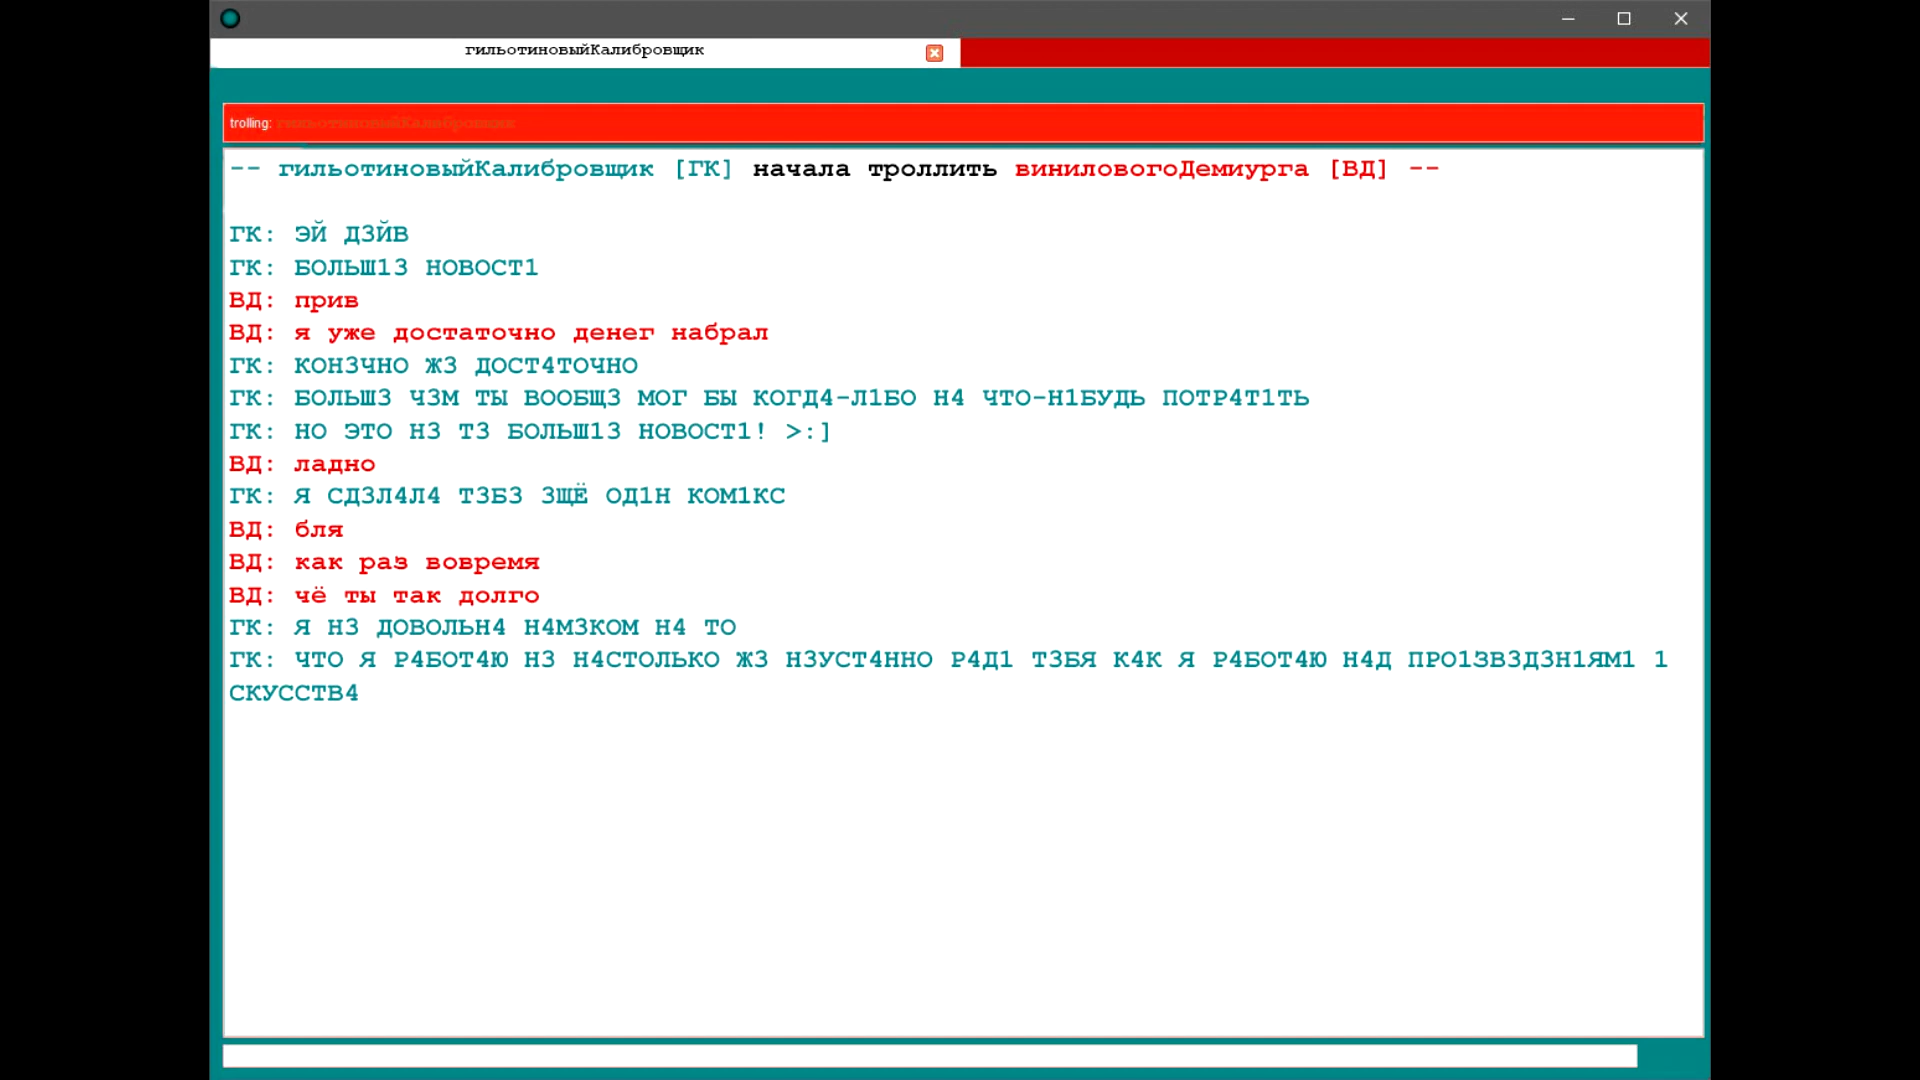 гильотиновыйКалибровщик
trolling: гильотиновыйКалибровщик
-- гильотиновыйКалибровщик [ГК] начала троллить виниловогоДемиурга [ВД] --
ГК: ЭЙ Д3ЙВ
ГК: БОЛЬШ13 НОВОСТ1
ВД: прив
ВД: я уже достаточно денег набрал
ГК: КОН3ЧНО Ж3 ДОСТ4ТОЧНО
ГК: БОЛЬШ3 Ч3М ТЫ ВООБЩ3 МОГ БЫ КОГД4-Л1БО Н4 ЧТО-Н1БУДЬ ПОТР4Т1ТЬ
ГК: НО ЭТО Н3 Т3 БОЛЬШ13 НОВОСТ1! >:]
ВД: ладно
ГК: Я СД3Л4Л4 Т3Б3 3ЩЁ ОД1Н КОМ1КС
ВД: бля
ВД: как раз вовремя
ВД: чё ты так долго
ГК: Я Н3 ДОВОЛЬН4 Н4М3КОМ Н4 ТО
ГК: ЧТО Я Р4БОТ4Ю Н3 Н4СТОЛЬКО Ж3 Н3УСТ4ННО Р4Д1 Т3БЯ К4К Я Р4БОТ4Ю Н4Д ПРО1ЗВ3Д3Н1ЯМ1 1
СКУССТВ4